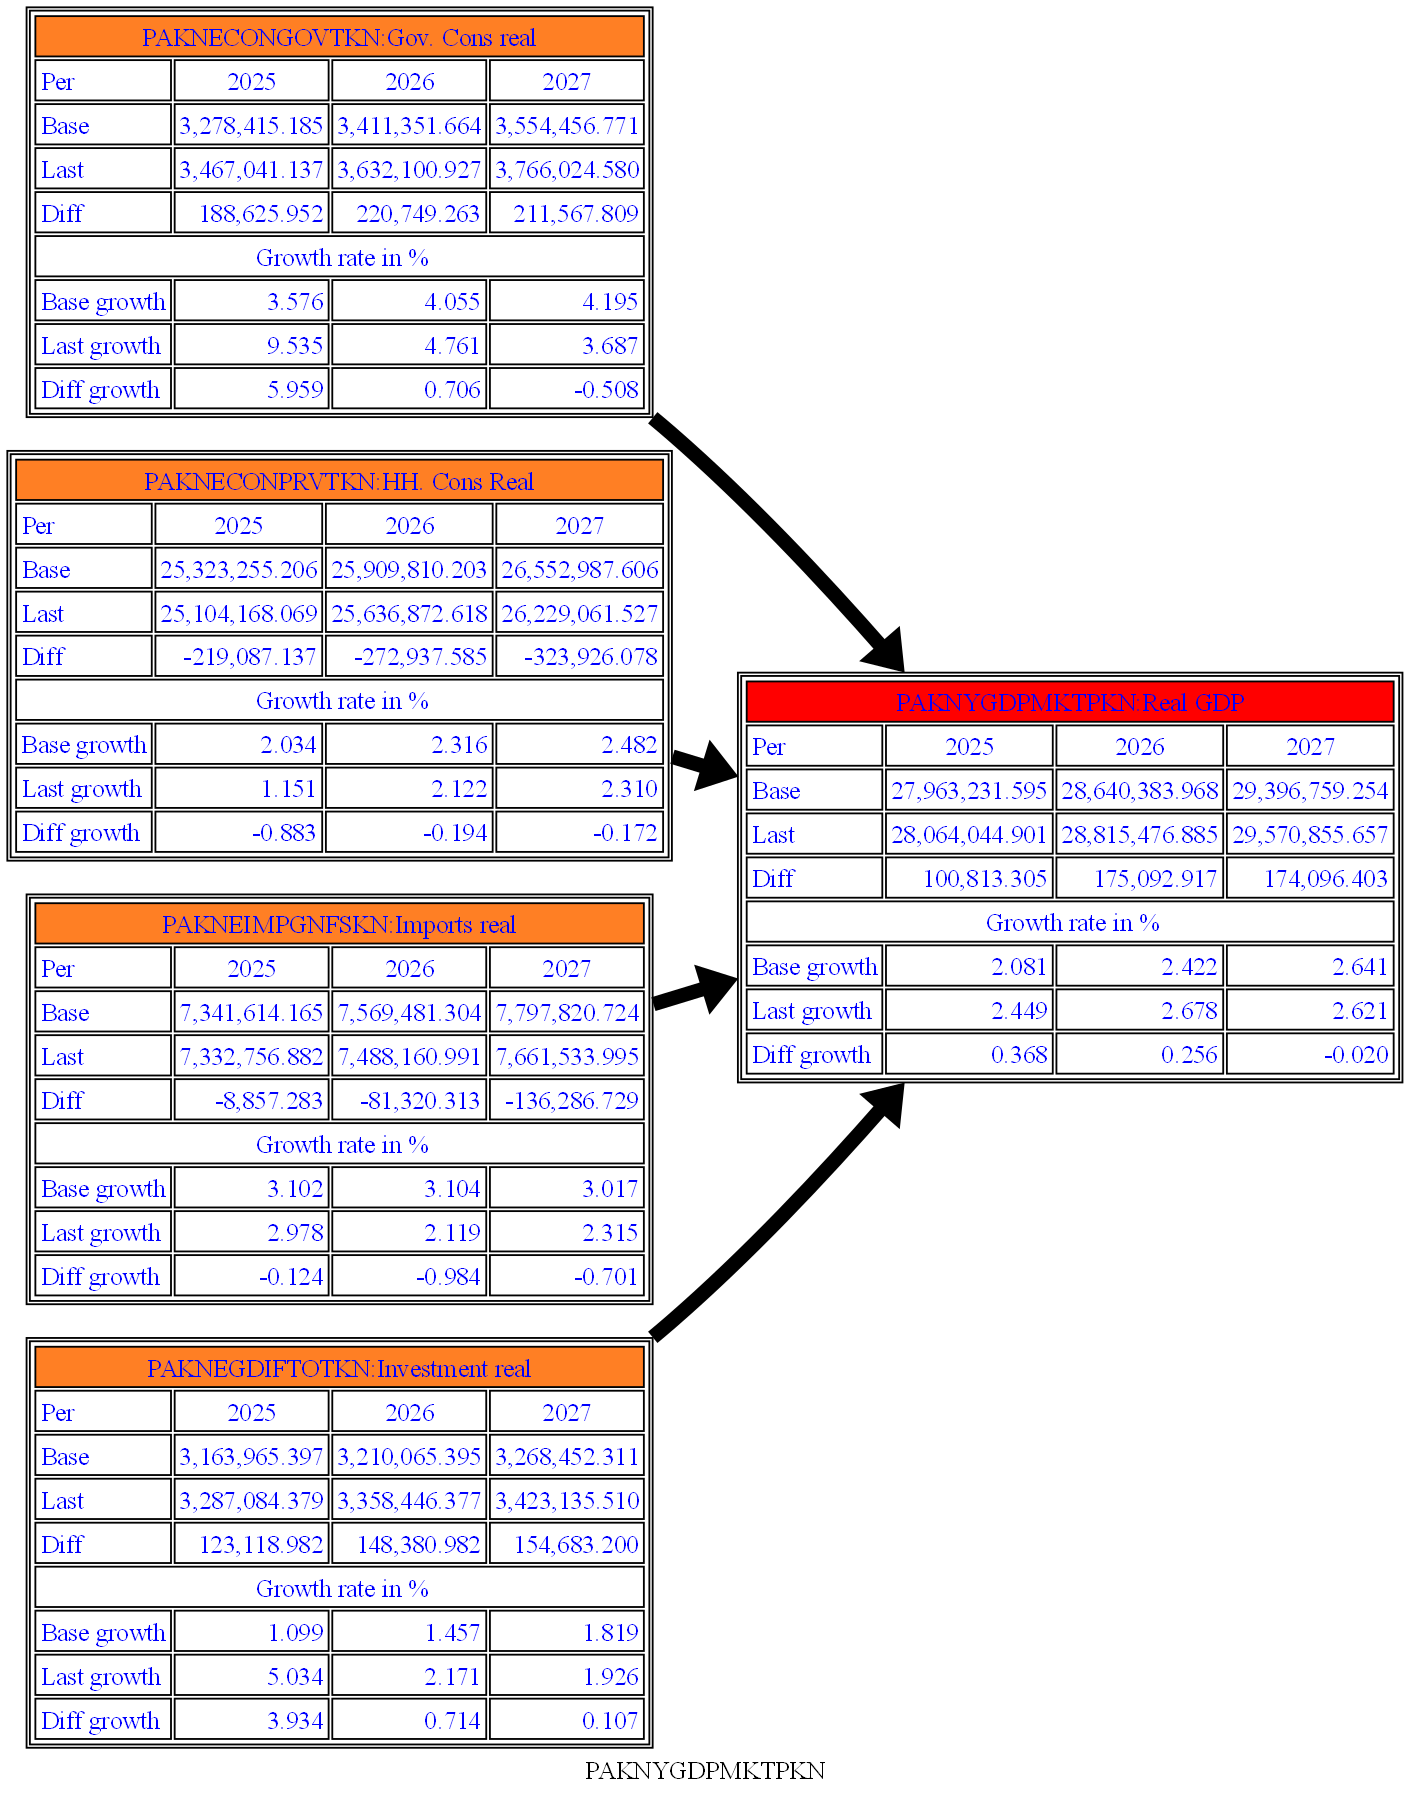 PAKNECONGOVTKN:Gov. Cons real
Per 2025 2026 2027
Base 3,278,415.185 3,411,351.664 3,554,456.771
Last 3,467,041.137 3,632,100.927 3,766,024.580
Diff 188,625.952 220,749.263 211,567.809
Growth rate in %
Base growth 3.576 4.055 4.195
Last growth 9.535 4.761 3.687
Diff growth 5.959 0.706 -0.508
PAKNECONPRVTKN:HH. Cons Real
Per 2025 2026 2027
Base 25,323,255.206 25,909,810.203 26,552,987.606
Last 25,104,168.069 25,636,872.618 26,229,061.527
Diff -219,087.137 -272,937.585 -323,926.078
Growth rate in %
Base growth 2.034 2.316 2.482
Last growth 1.151 2.122 2.310
Diff growth -0.883 -0.194 -0.172
PAKNEIMPGNFSKN:Imports real
Per 2025 2026 2027
Base 7,341,614.165 7,569,481.304 7,797,820.724
Last 7,332,756.882 7,488,160.991 7,661,533.995
Diff -8,857.283 -81,320.313 -136,286.729
Growth rate in %
Base growth 3.102 3.104 3.017
Last growth 2.978 2.119 2.315
Diff growth -0.124 -0.984 -0.701
PAKNEGDIFTOTKN:Investment real
Per 2025 2026 2027
Base 3,163,965.397 3,210,065.395 3,268,452.311
Last 3,287,084.379 3,358,446.377 3,423,135.510
Diff 123,118.982 148,380.982 154,683.200
Growth rate in %
Base growth 1.099 1.457 1.819
Last growth 5.034 2.171 1.926
Diff growth 3.934 0.714 0.107
PAKNYGDPMKTPKN:Real GDP
Per 2025 2026 2027
Base 27,963,231.595 28,640,383.968 29,396,759.254
Last 28,064,044.901 28,815,476.885 29,570,855.657
Diff 100,813.305 175,092.917 174,096.403
Growth rate in %
Base growth 2.081 2.422 2.641
Last growth 2.449 2.678 2.621
Diff growth 0.368 0.256 -0.020
PAKNYGDPMKTPKN